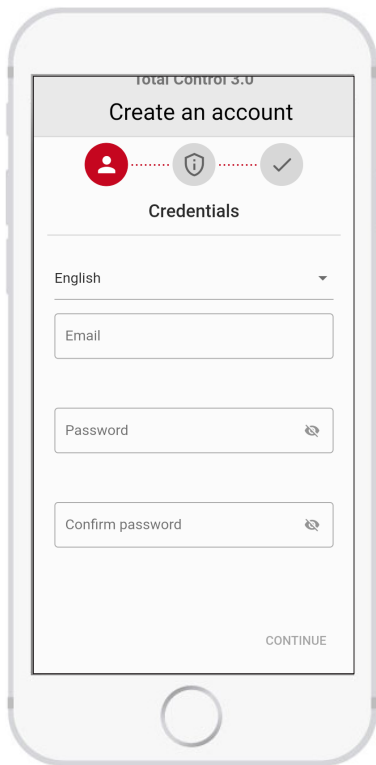 Total Control 3.0
Create an account
Credentials
English
Email
Password
Confirm password
CONTINUE